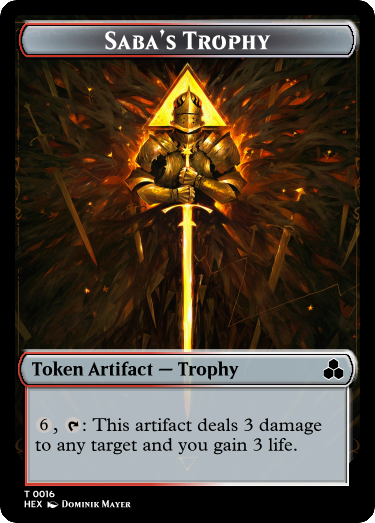 Saba's Trophy
Token Artifact — Trophy
6, : This artifact deals 3 damage
to any target and you gain 3 life.
T 0016
HEX Dominik Mayer